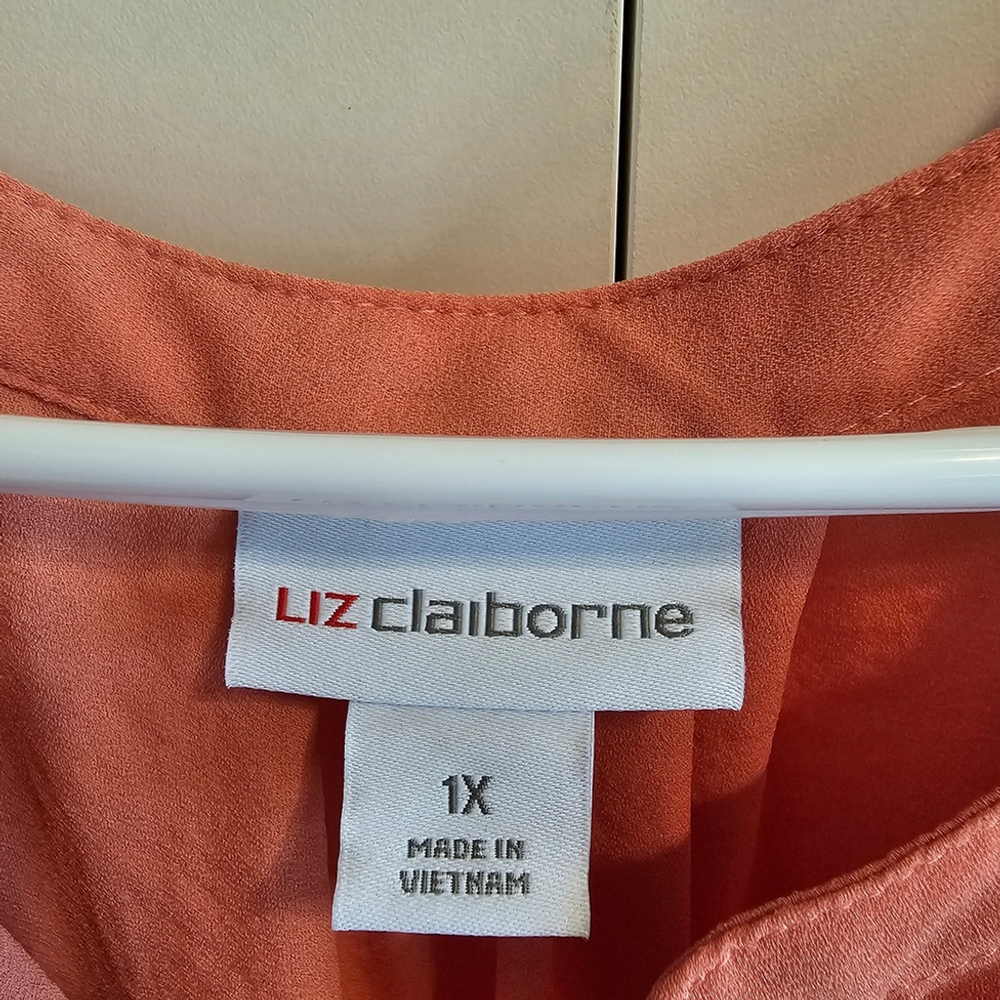 LIZ claiborne
1X
MADE IN
VIETNAM